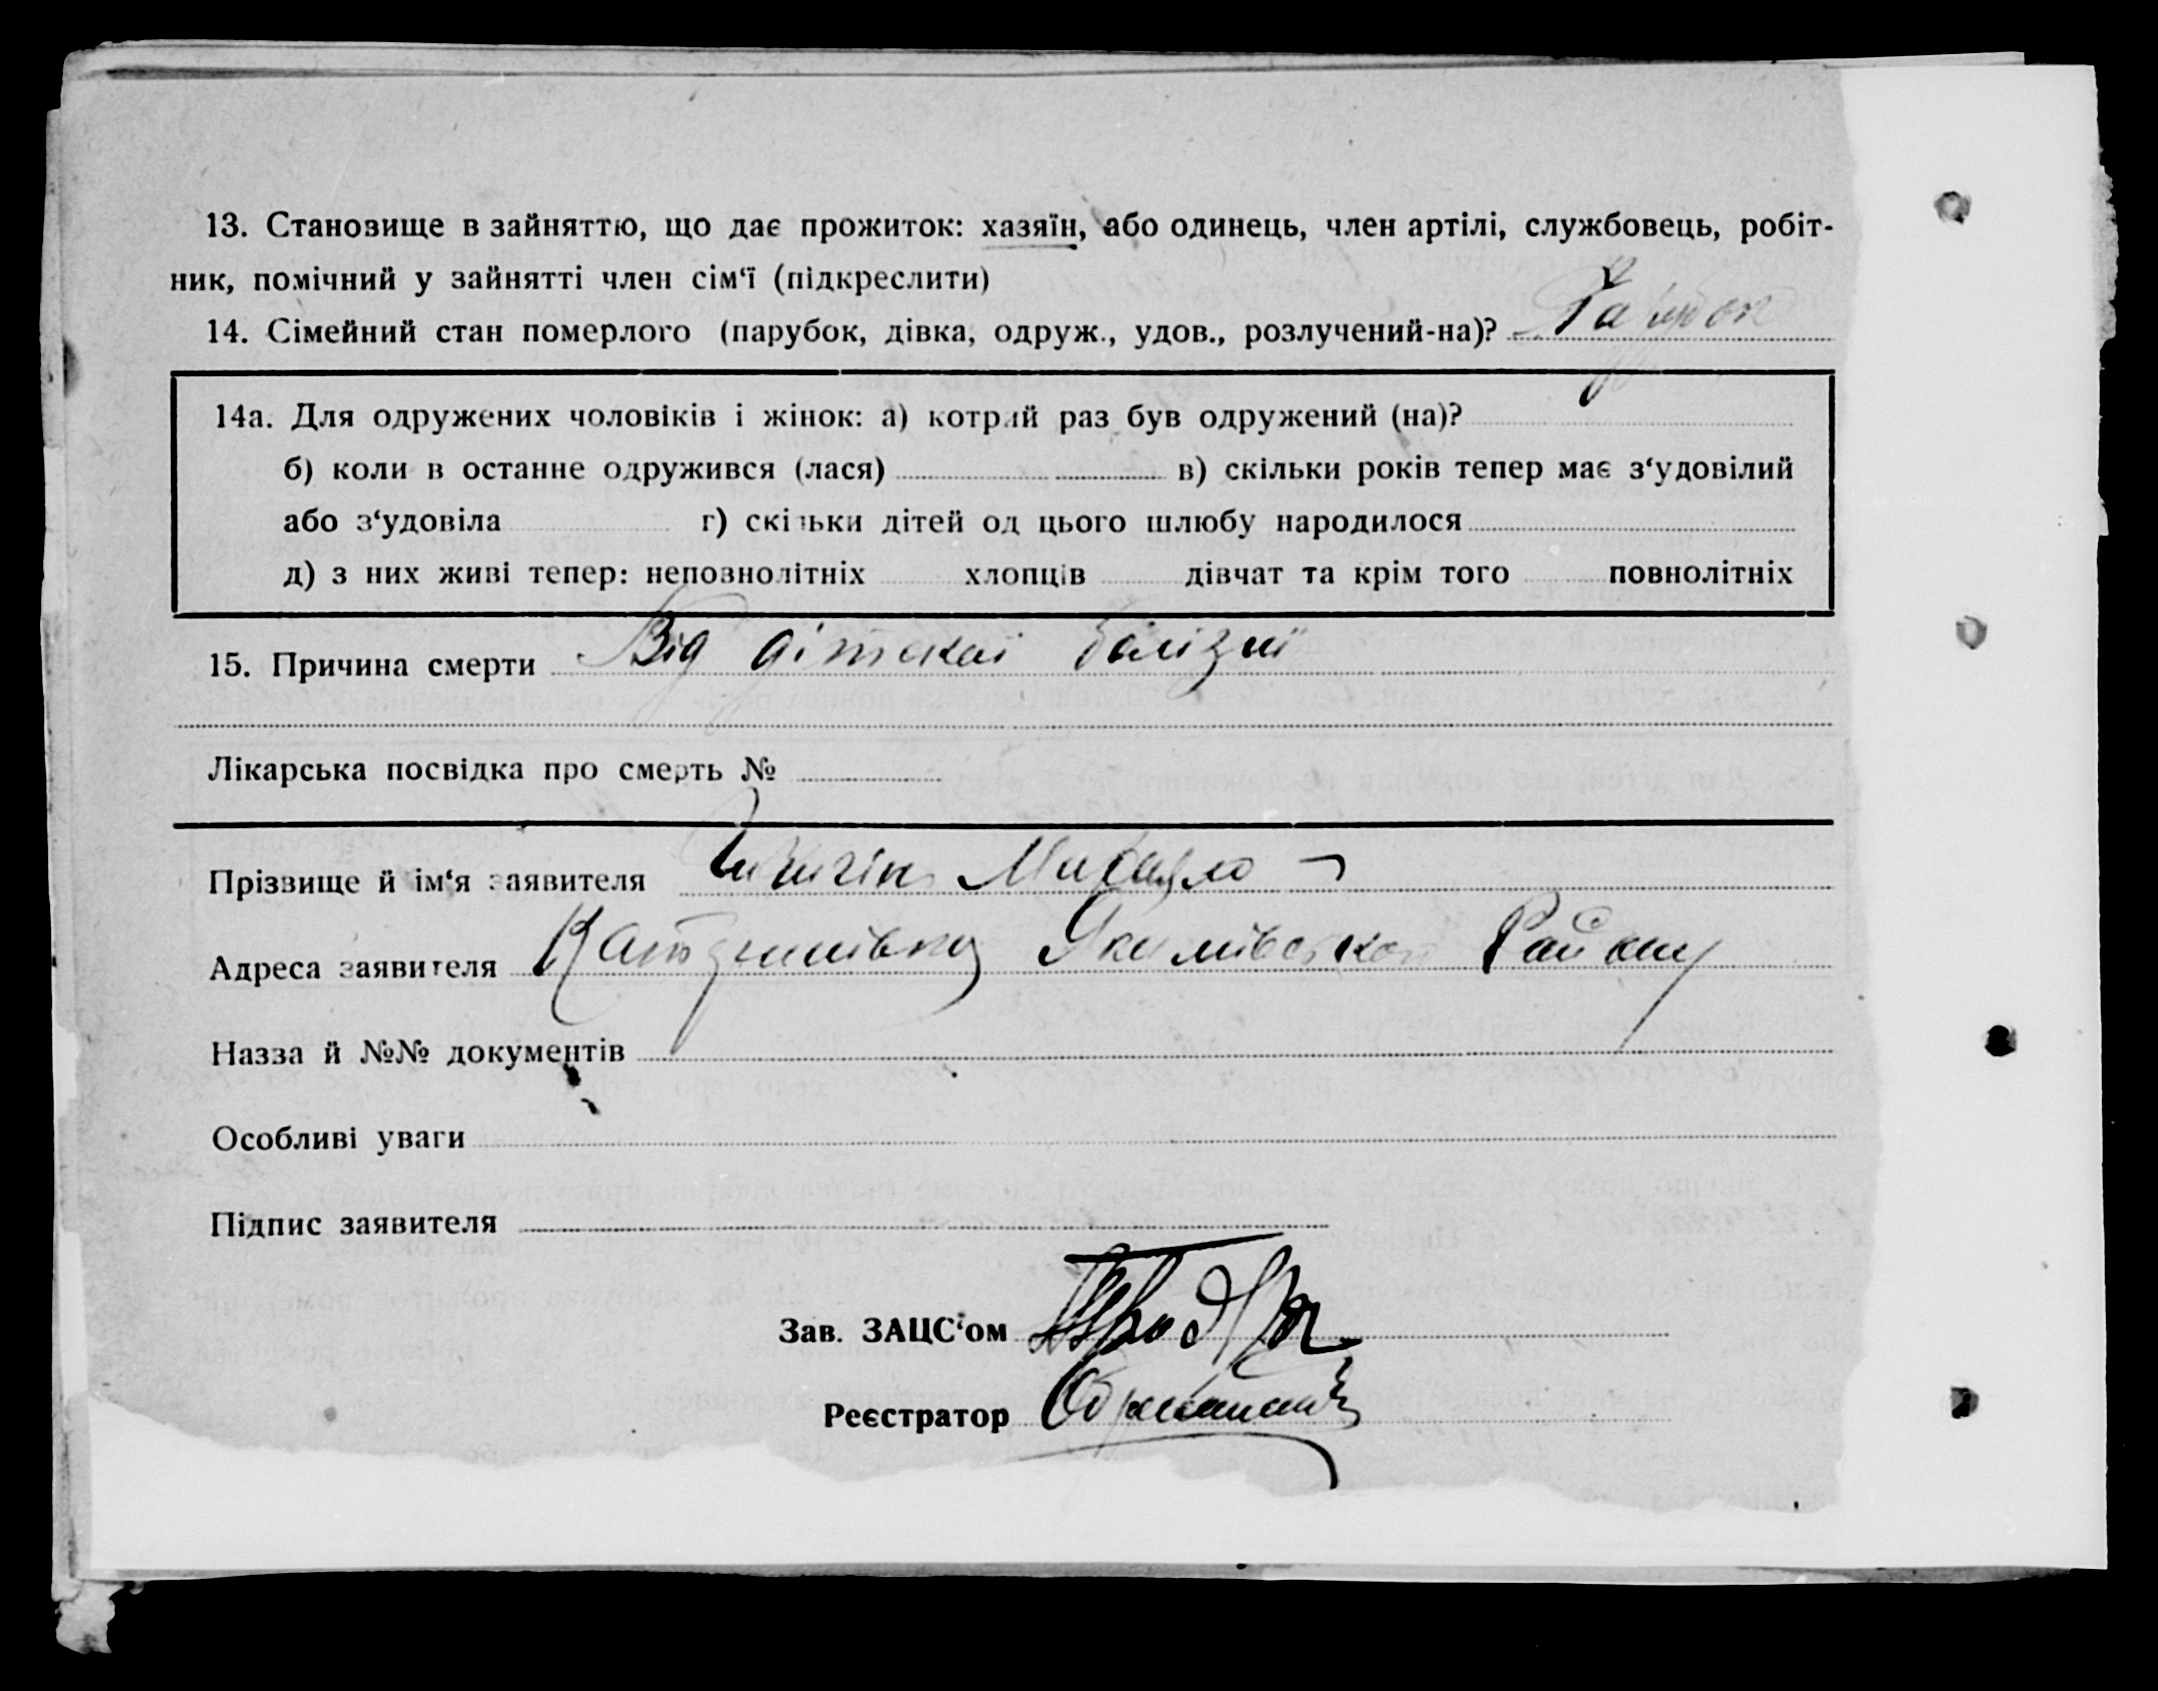 13. Становище в зайняттю, що дає прожиток: хазяїн, або одинець, член артілі, службовець, робіт-
ник, помічний у зайнятті член сім‘ї (підкреслити)
14. Сімейний стан померлого (парубок, дівка, одруж., удов., розлучений-на)? Парубок
14а. Для одружених чоловіків і жінок: а) котрий раз був одружений (на)?
б) коли в останне одружився (лася) в) скільки років тепер має з‘удовілий
або з‘удовіла г) скільки дітей од цього шлюбу народилося
д) з них живі тепер: неповнолітніх хлопців дівчат та крім того повнолітніх
15. Причина смерти Від дітскої болізні
Лікарська посвідка про смерть №
Прізвище й ім‘я заявителя Михайло
Адреса заявителя Якимівской Району
Назва й №№ документів
Особливі уваги
Підпис заявителя
Зав. ЗАЦС‘ом
Реєстратор